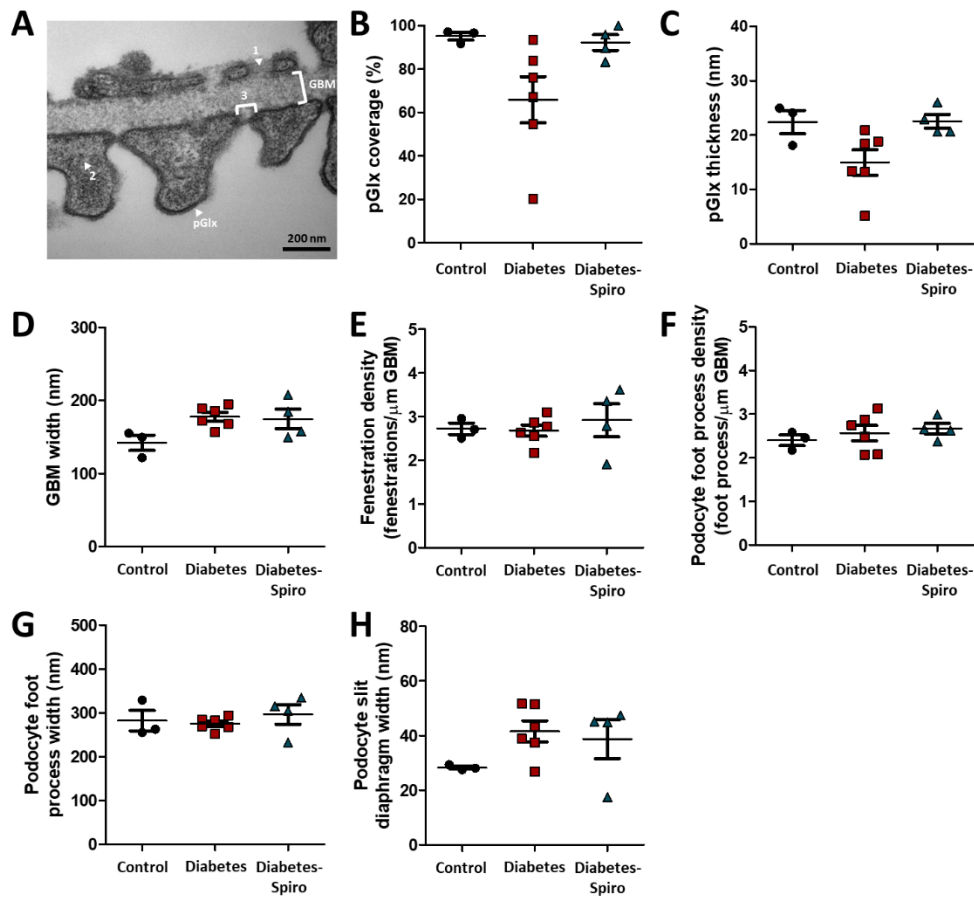 A
1
GBM
3
2
pGlx
200 nm
B
pGlx coverage (%)
100
80
60
40
20
0
Control
Diabetes
Diabetes-
Spiro
C
pGlx thickness (nm)
40
30
20
10
0
Control
Diabetes
Diabetes-
Spiro
D
GBM width (nm)
300
200
100
0
Control
Diabetes
Diabetes-
Spiro
E
Fenestration density
(fenestrations/μm GBM)
5
4
3
2
1
0
Control
Diabetes
Diabetes-
Spiro
F
Podocyte foot process density
(foot process/μm GBM)
5
4
3
2
1
0
Control
Diabetes
Diabetes-
Spiro
G
Podocyte foot
process width (nm)
500
400
300
200
100
0
Control
Diabetes
Diabetes-
Spiro
H
Podocyte slit
diaphragm width (nm)
80
60
40
20
0
Control
Diabetes
Diabetes-
Spiro